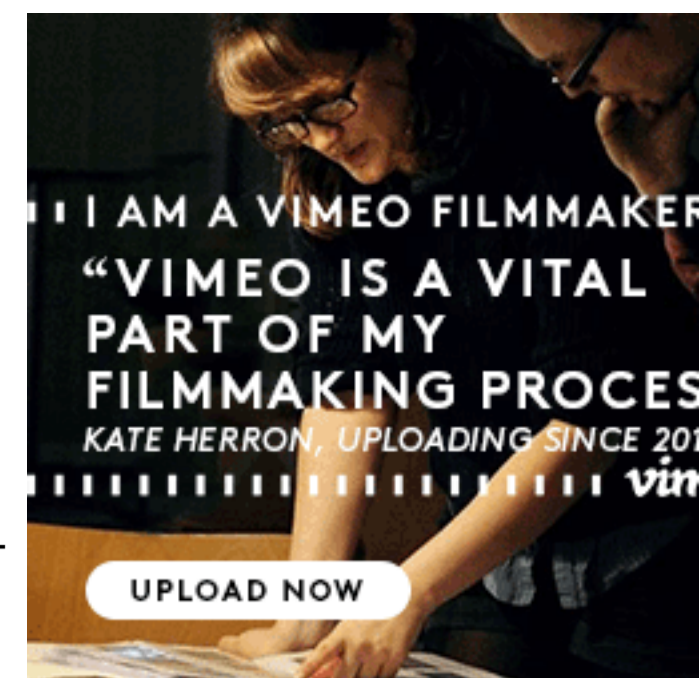 I AM A VIMEO FILMMAKER
“VIMEO IS A VITAL
PART OF MY
FILMMAKING PROCES
KATE HERRON, UPLOADING SINCE 201
vim
UPLOAD NOW